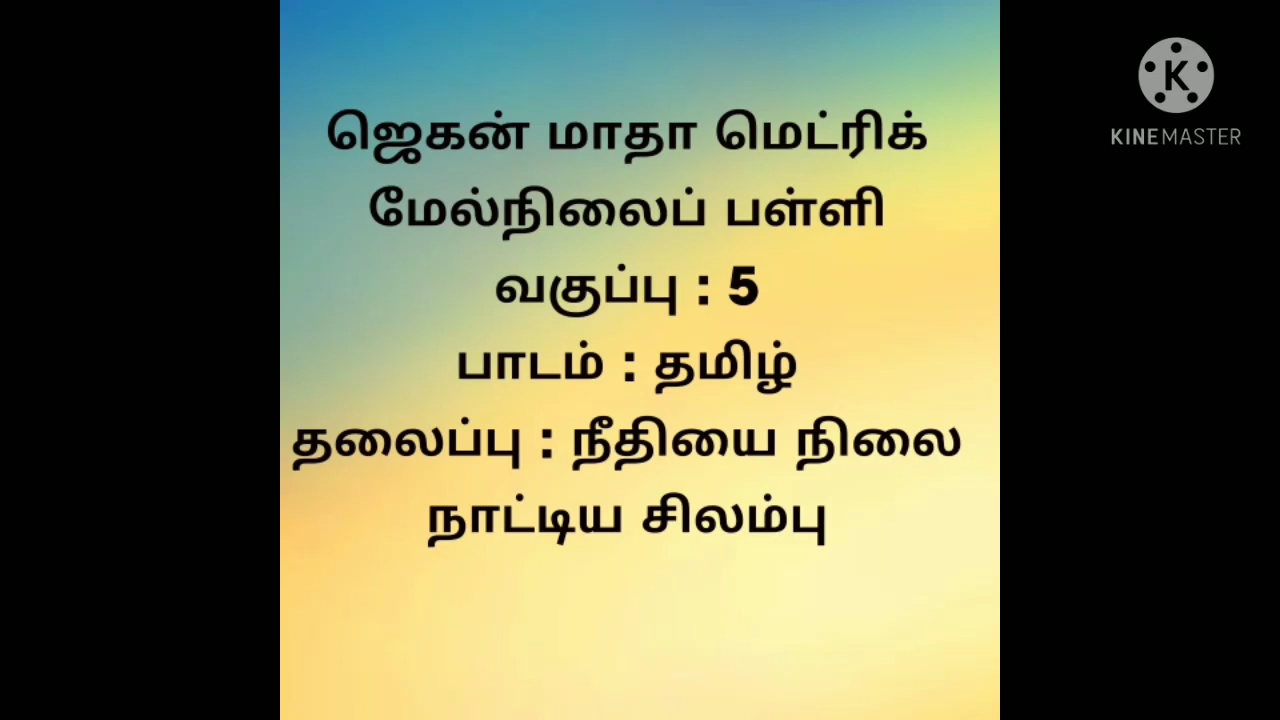 ஜெகன் மாதா மெட்ரிக்
மேல்நிலைப் பள்ளி
வகுப்பு : 5
பாடம் : தமிழ்
தலைப்பு : நீதியை நிலை
நாட்டிய சிலம்பு
K
KINEMASTER